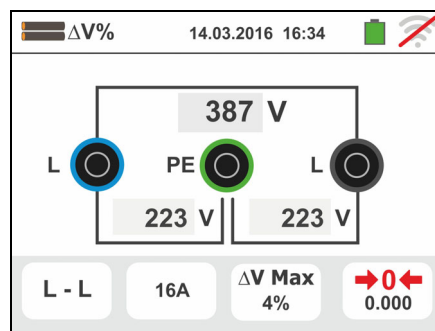 ΔV% 14.03.2016 16:34
387 V
L PE L
223 V 223 V
L - L 16A ΔV Max 4% →0← 0.000